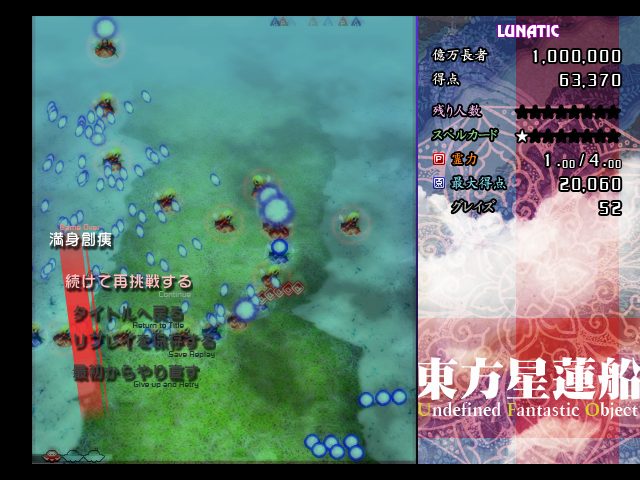 LUNATIC
億万長者 1,000,000
得点 63,370
残り人数
スペルカード
P 霊力 1.00/4.00
点 最大得点 20,060
グレイズ 52
Game Over
満身創痍
続けて再挑戦する
Continue
タイトルへ戻る
Return to Title
リプレイを保存する
Save Replay
最初からやり直す
Give up and Retry
東方星蓮船
Undefined Fantastic Object